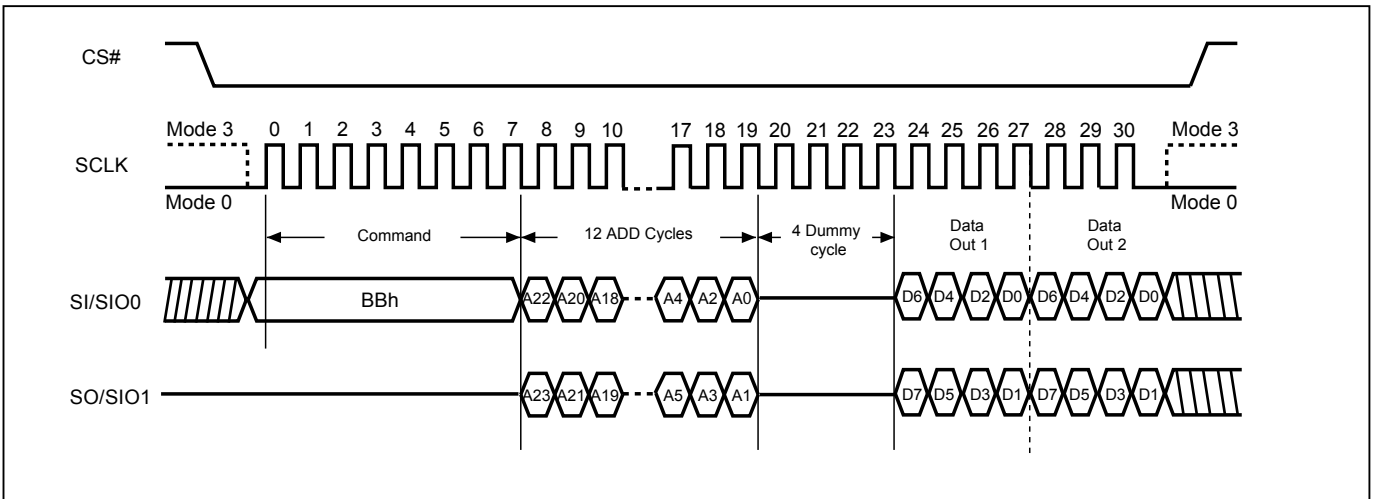 CS#
Mode 3 0 1 2 3 4 5 6 7 8 9 10 17 18 19 20 21 22 23 24 25 26 27 28 29 30 Mode 3
SCLK
Mode 0 Mode 0
Command 12 ADD Cycles 4 Dummy cycle Data Out 1 Data Out 2
SI/SIO0 BBh A22 A20 A18 A4 A2 A0 D6 D4 D2 D0 D6 D4 D2 D0
SO/SIO1 A23 A21 A19 A5 A3 A1 D7 D5 D3 D1 D7 D5 D3 D1